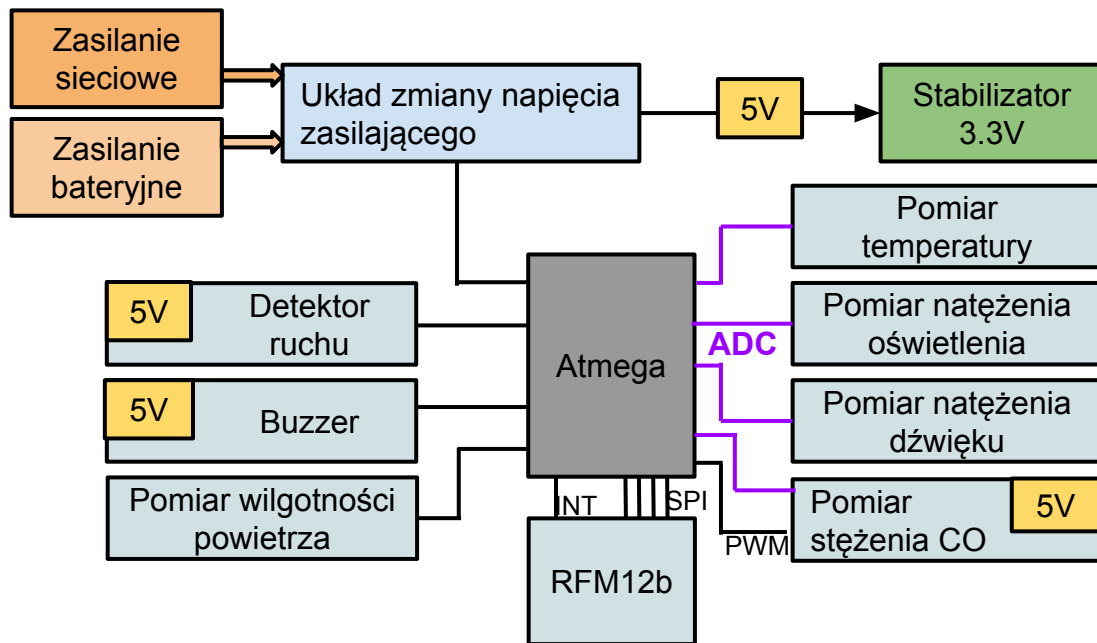 Zasilanie
sieciowe
Zasilanie
bateryjne
Układ zmiany napięcia
zasilającego
5V
Stabilizator
3.3V
Pomiar
temperatury
5V
Detektor
ruchu
Pomiar natężenia
oświetlenia
ADC
Atmega
5V
Buzzer
Pomiar natężenia
dźwięku
Pomiar wilgotności
powietrza
INT
SPI
PWM
Pomiar
stężenia CO
5V
RFM12b